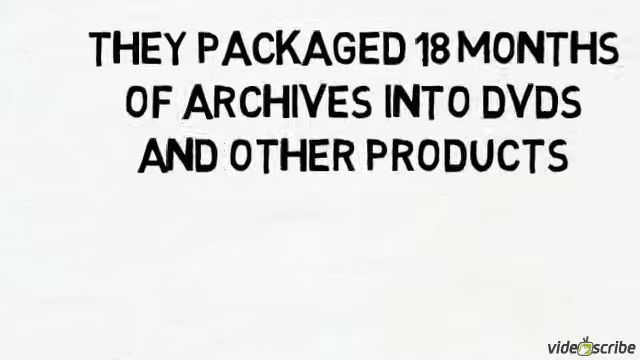 THEY PACKAGED 18 MONTHS
OF ARCHIVES INTO DVDS
AND OTHER PRODUCTS
videoscribe